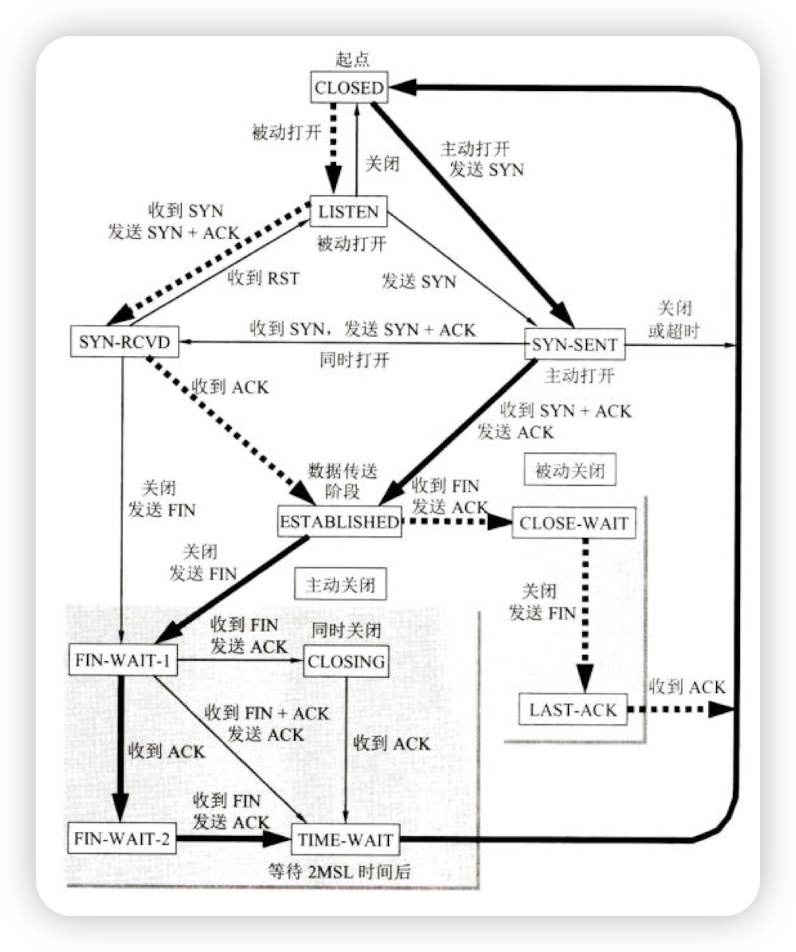 起点
CLOSED
被动打开
关闭
主动打开
发送 SYN
LISTEN
被动打开
收到 SYN
发送 SYN + ACK
收到 RST
发送 SYN
SYN-RCVD
收到 SYN，发送 SYN + ACK
同时打开
SYN-SENT
主动打开
关闭
或超时
收到 ACK
收到 SYN + ACK
发送 ACK
数据传送
阶段
ESTABLISHED
收到 FIN
发送 ACK
被动关闭
CLOSE-WAIT
关闭
发送 FIN
关闭
发送 FIN
主动关闭
关闭
发送 FIN
FIN-WAIT-1
收到 FIN
发送 ACK
同时关闭
CLOSING
LAST-ACK
收到 ACK
收到 ACK
收到 FIN + ACK
发送 ACK
收到 ACK
FIN-WAIT-2
收到 FIN
发送 ACK
TIME-WAIT
等待 2MSL 时间后